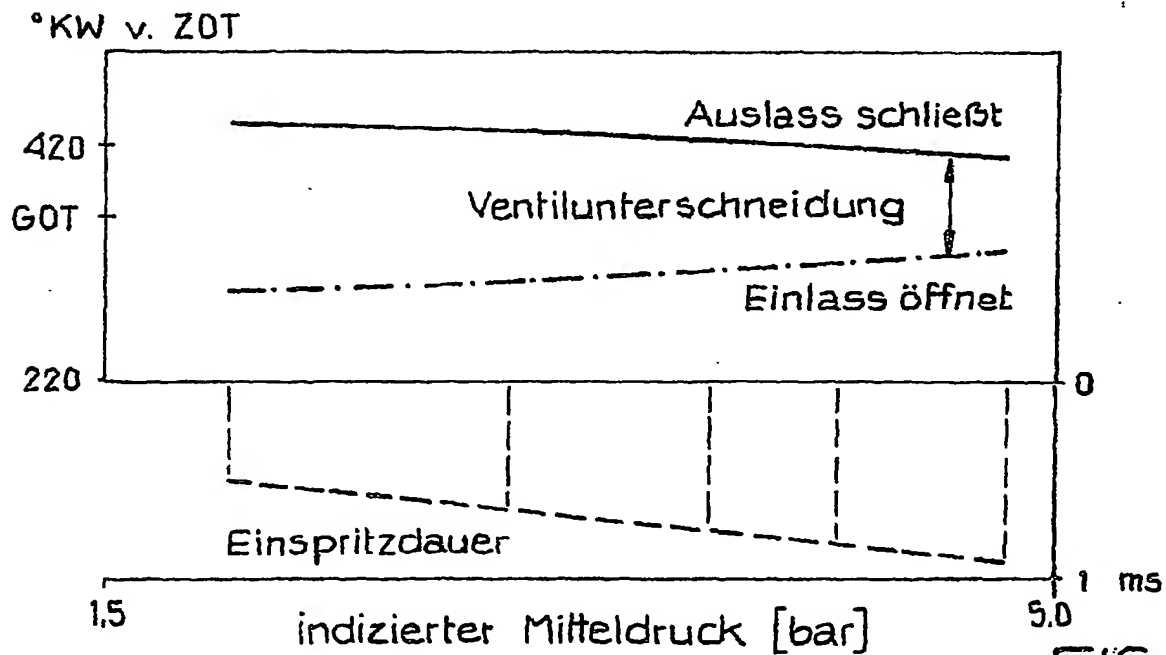 °KW v. ZOT
Auslass schließt
420
Ventilunterschneidung
GOT
Einlass öffnet
220
0
Einspritzdauer
1 ms
1,5
5.0
indizierter Mitteldruck [bar]